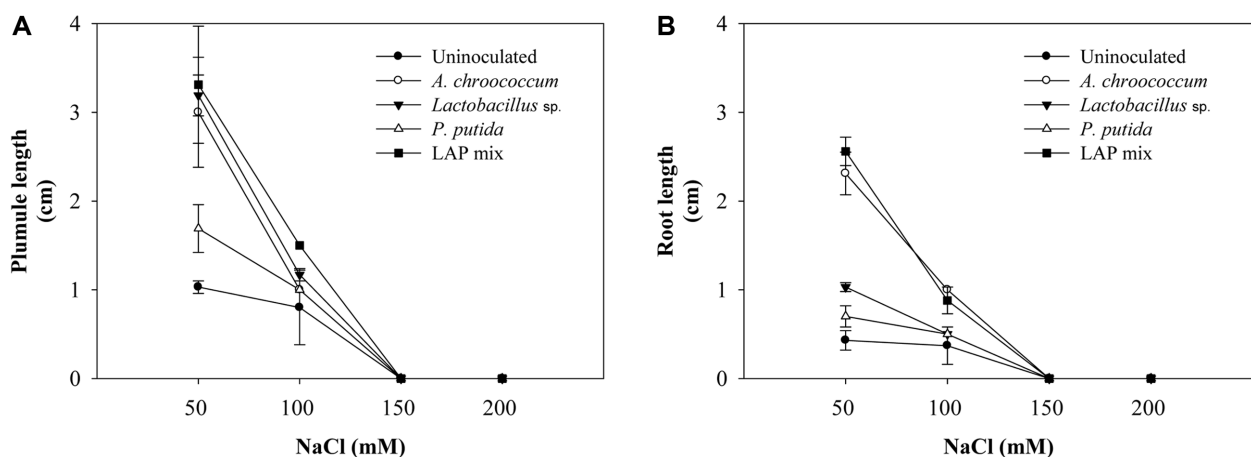 A
4
3
2
1
0
Plumule length
(cm)
Uninoculated
A. chroococcum
Lactobacillus sp.
P. putida
LAP mix
50 100 150 200
NaCl (mM)
B
4
3
2
1
0
Root length
(cm)
Uninoculated
A. chroococcum
Lactobacillus sp.
P. putida
LAP mix
50 100 150 200
NaCl (mM)